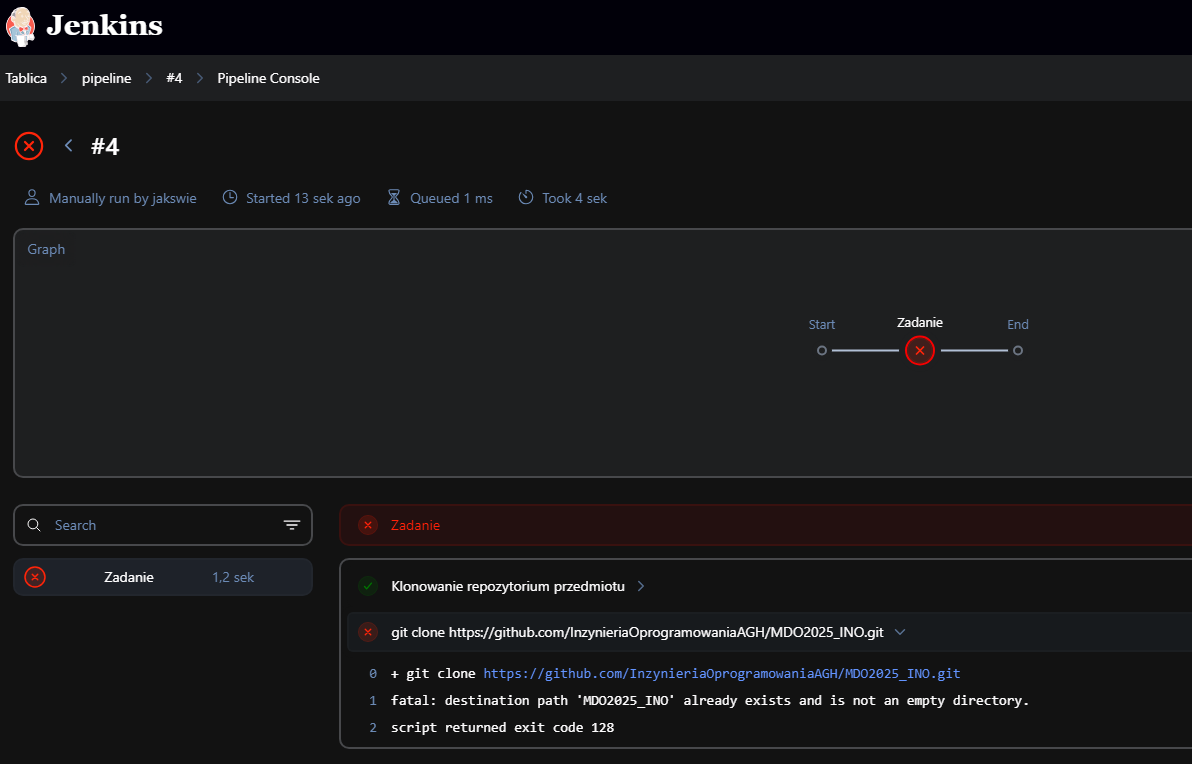 Jenkins
Tablica > pipeline > #4 > Pipeline Console
#4
Manually run by jakswie Started 13 sek ago Queued 1 ms Took 4 sek
Graph
Start Zadanie End
Search
Zadanie 1,2 sek
Zadanie
Klonowanie repozytorium przedmiotu
git clone https://github.com/InzynieriaOprogramowaniaAGH/MDO2025_INO.git
0 + git clone https://github.com/InzynieriaOprogramowaniaAGH/MDO2025_INO.git
1 fatal: destination path 'MDO2025_INO' already exists and is not an empty directory.
2 script returned exit code 128